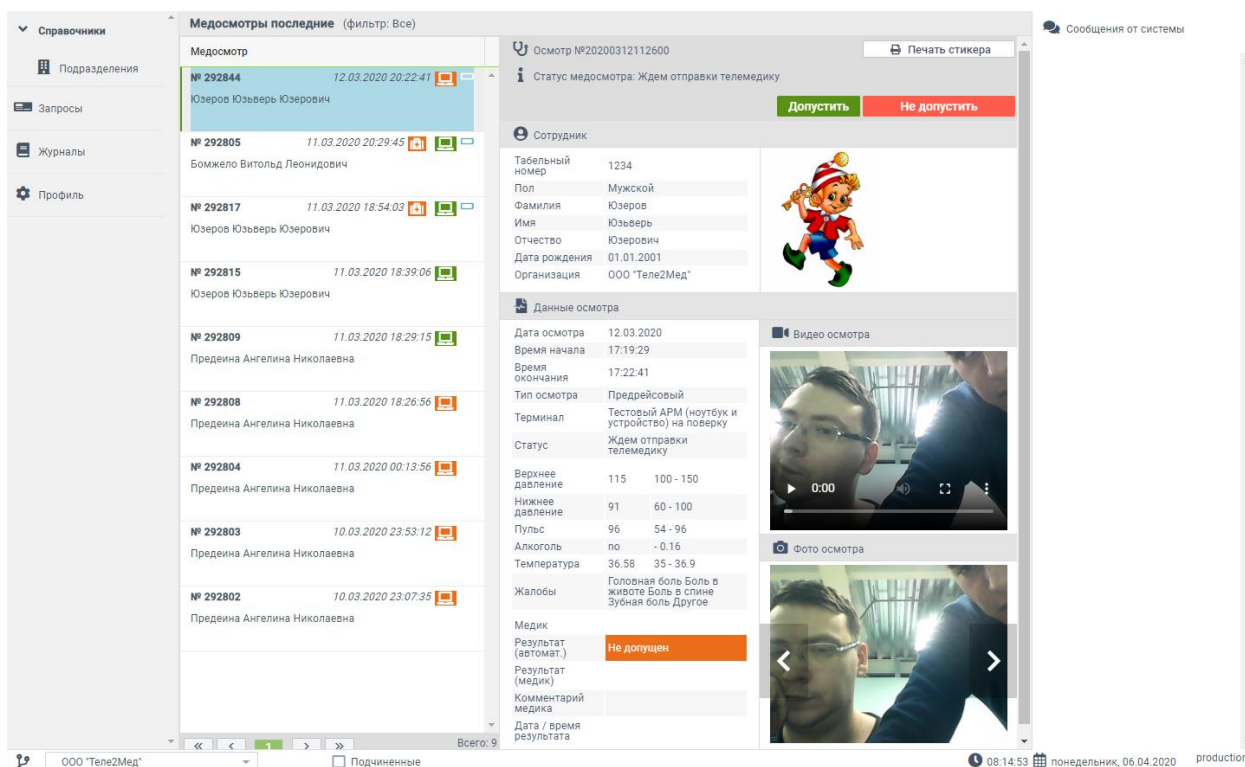 Справочники
Подразделения
Запросы
Журналы
Профиль
Медосмотры последние (фильтр: Все)
Медосмотр
№ 292844 12.03.2020 20:22:41
Юзеров Юзьверь Юзерович
№ 292805 11.03.2020 20:29:45
Бомжело Витольд Леонидович
№ 292817 11.03.2020 18:54:03
Юзеров Юзьверь Юзерович
№ 292815 11.03.2020 18:39:06
Юзеров Юзьверь Юзерович
№ 292809 11.03.2020 18:29:15
Предеина Ангелина Николаевна
№ 292808 11.03.2020 18:26:56
Предеина Ангелина Николаевна
№ 292804 11.03.2020 00:13:56
Предеина Ангелина Николаевна
№ 292803 10.03.2020 23:53:12
Предеина Ангелина Николаевна
№ 292802 10.03.2020 23:07:35
Предеина Ангелина Николаевна
« ‹ 1 › » Всего: 9
Осмотр №20200312112600 Печать стикера
Статус медосмотра: Ждем отправки телемедику
Допустить Не допустить
Сотрудник
Табельный
номер 1234
Пол Мужской
Фамилия Юзеров
Имя Юзьверь
Отчество Юзерович
Дата рождения 01.01.2001
Организация ООО "Теле2Мед"
Данные осмотра
Дата осмотра 12.03.2020
Время начала 17:19:29
Время
окончания 17:22:41
Тип осмотра Предрейсовый
Терминал Тестовый АРМ (ноутбук и
устройство) на поверку
Статус Ждем отправки
телемедику
Верхнее
давление 115 100 - 150
Нижнее
давление 91 60 - 100
Пульс 96 54 - 96
Алкоголь no - 0.16
Температура 36.58 35 - 36.9
Жалобы Головная боль Боль в
животе Боль в спине
Зубная боль Другое
Медик
Результат
(автомат.) Не допущен
Результат
(медик)
Комментарий
медика
Дата / время
результата
Видео осмотра
0:00
Фото осмотра
Сообщения от системы
ООО "Теле2Мед" Подчиненные 08:14:53 понедельник, 06.04.2020 production